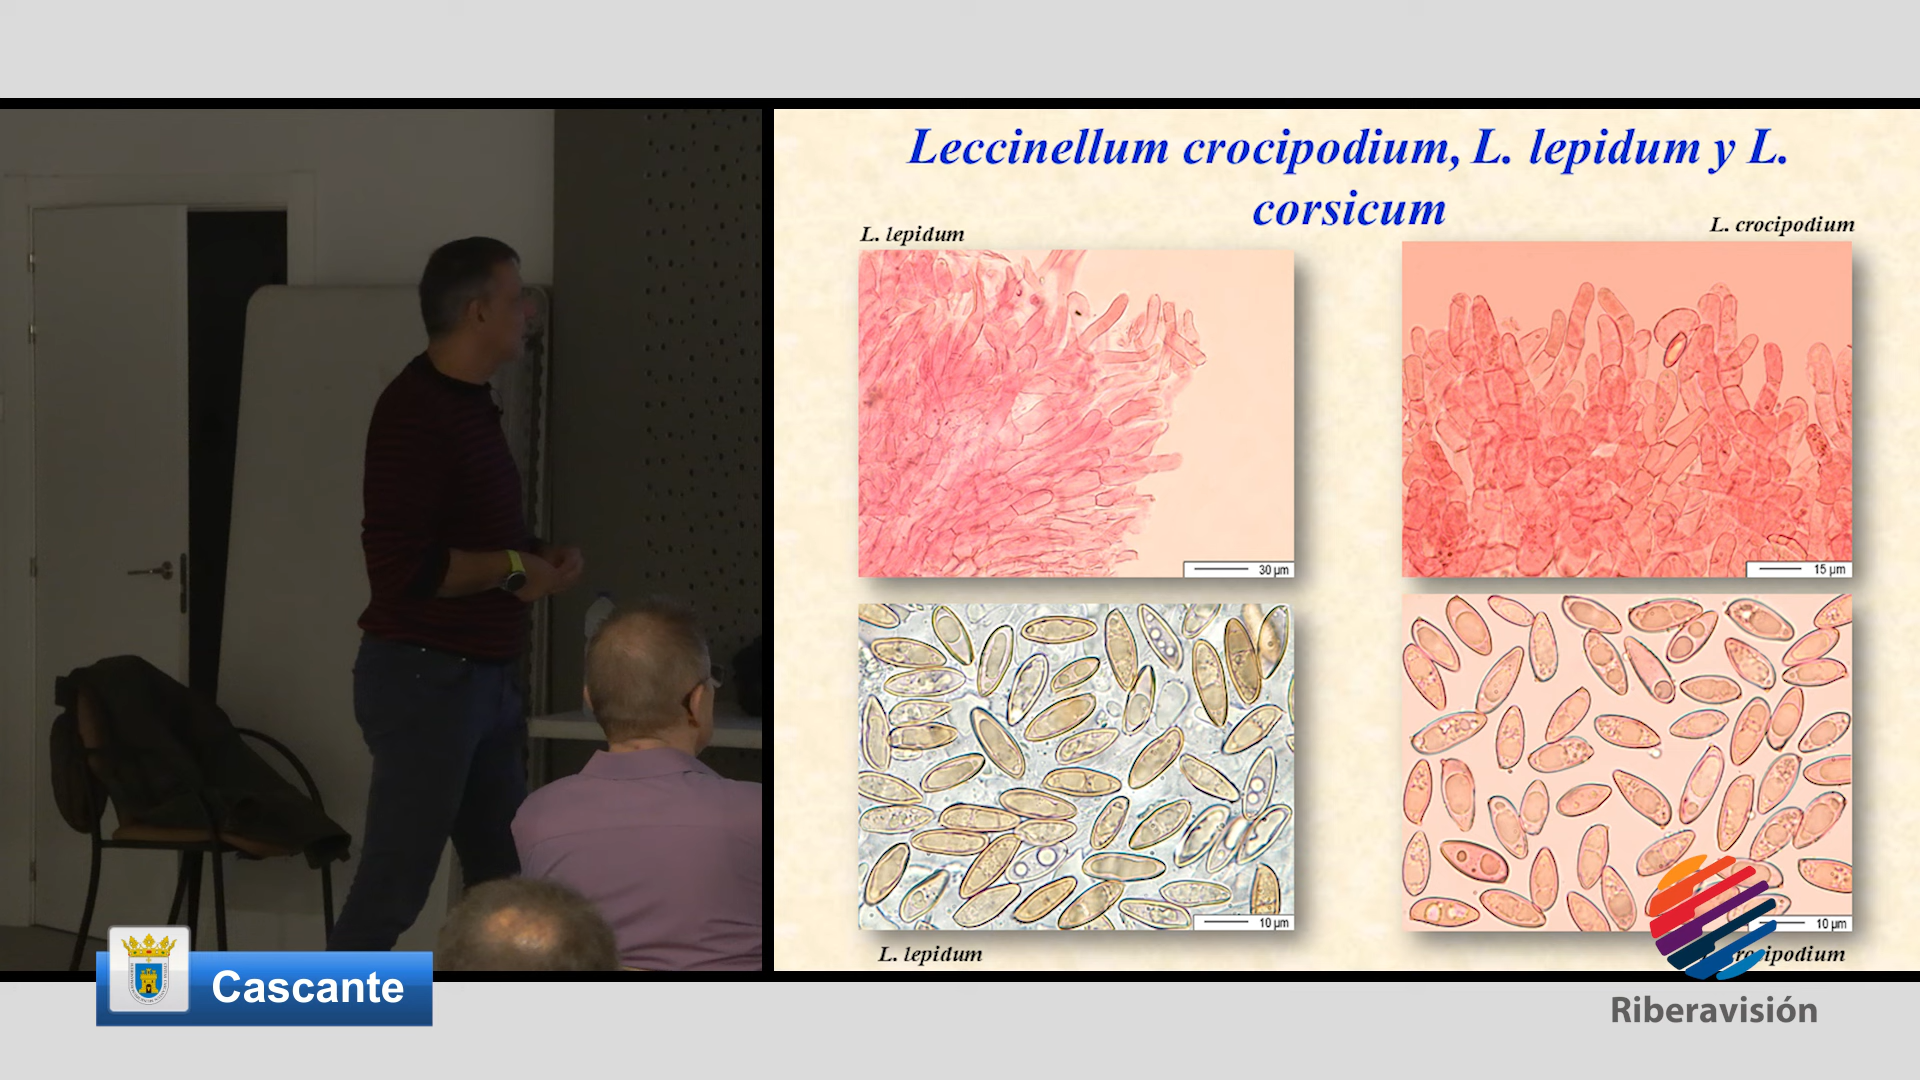 Leccinellum crocipodium, L. lepidum y L.
corsicum
L. lepidum
L. crocipodium
30 µm
15 µm
10 µm
10 µm
L. lepidum
Cascante
Riberavisión